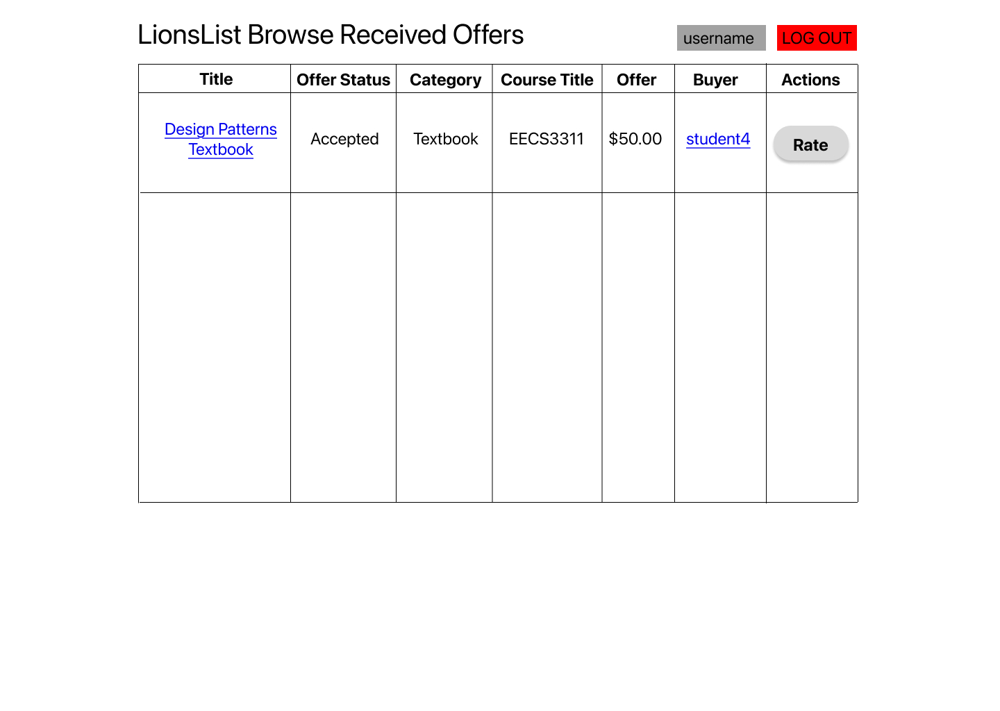 LionsList Browse Received Offers
username
LOG OUT
Title Offer Status Category Course Title Offer Buyer Actions
Design Patterns
Textbook
Accepted Textbook EECS3311 $50.00 student4 Rate